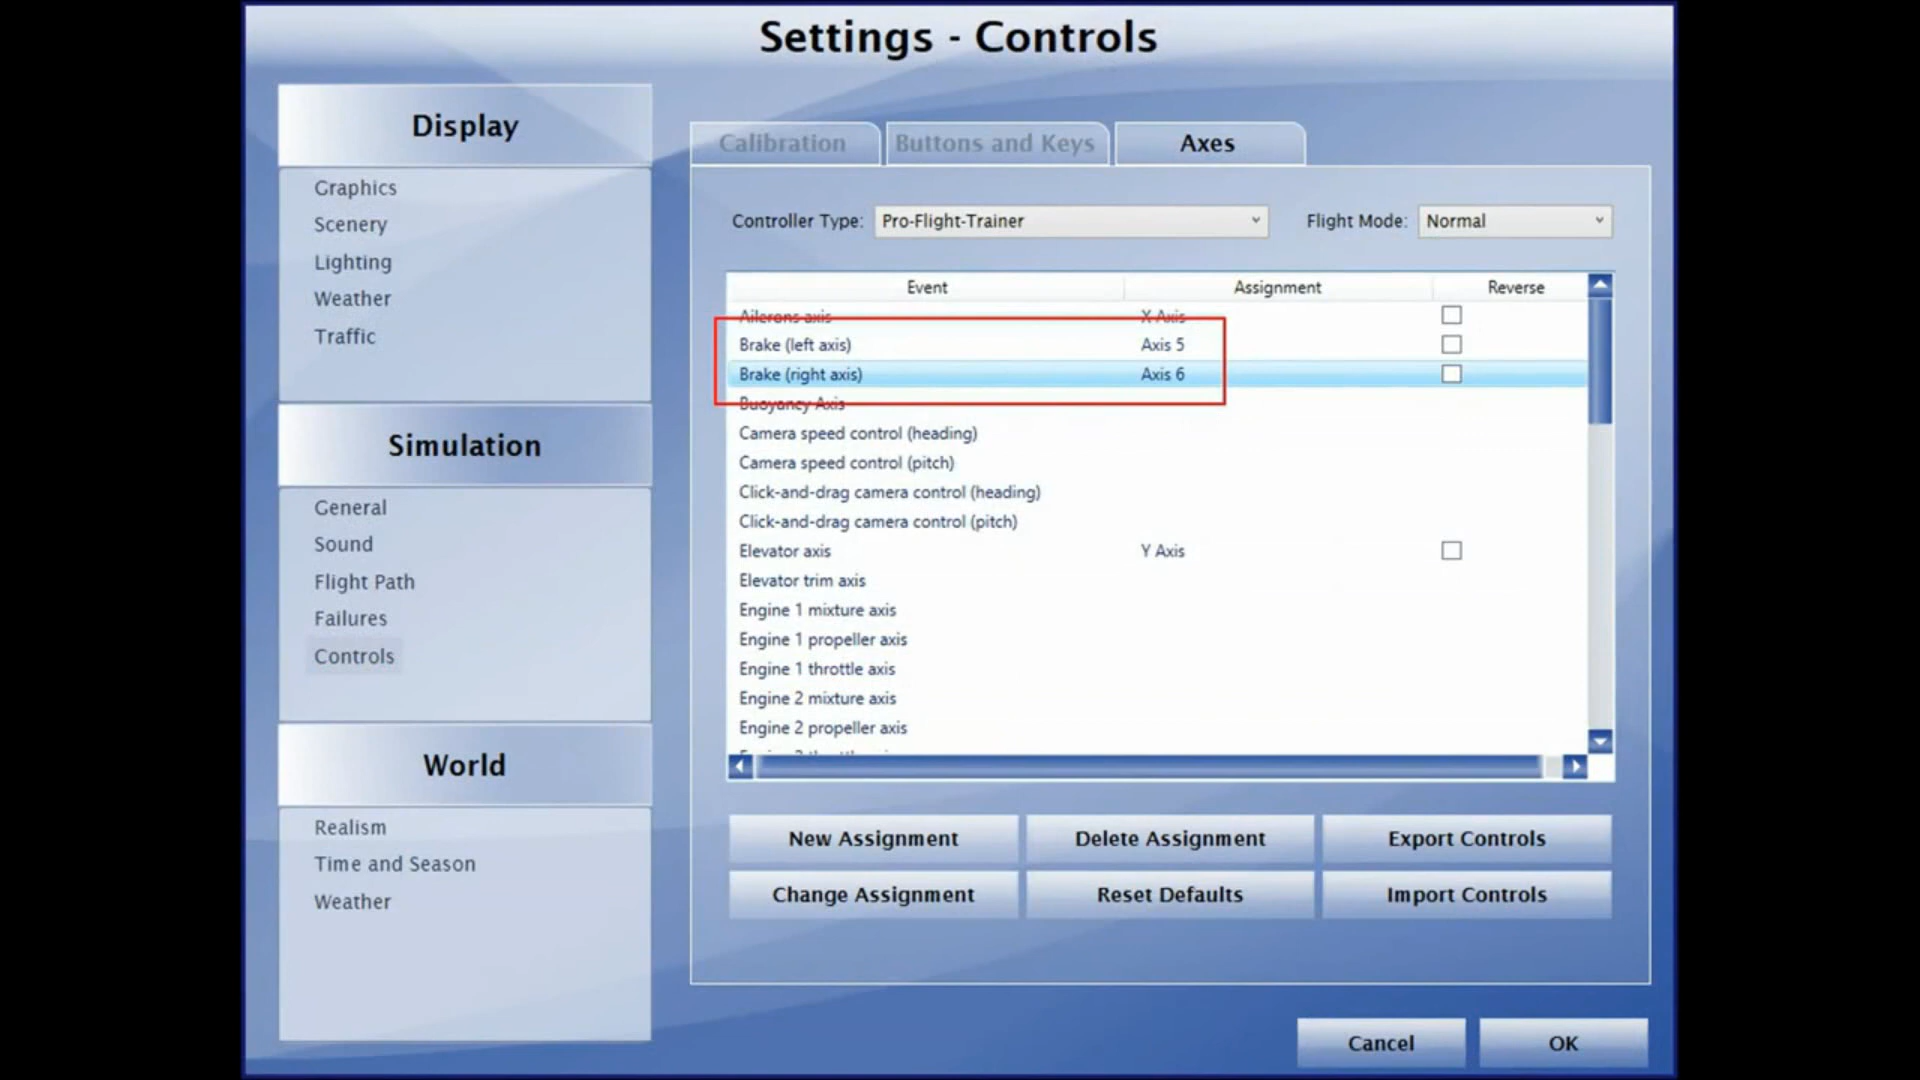 Settings - Controls
Display
Graphics
Scenery
Lighting
Weather
Traffic
Simulation
General
Sound
Flight Path
Failures
Controls
World
Realism
Time and Season
Weather
Calibration
Buttons and Keys
Axes
Controller Type: Pro-Flight-Trainer
Flight Mode: Normal
Event Assignment Reverse
Ailerons axis X Axis
Brake (left axis) Axis 5
Brake (right axis) Axis 6
Buoyancy Axis
Camera speed control (heading)
Camera speed control (pitch)
Click-and-drag camera control (heading)
Click-and-drag camera control (pitch)
Elevator axis Y Axis
Elevator trim axis
Engine 1 mixture axis
Engine 1 propeller axis
Engine 1 throttle axis
Engine 2 mixture axis
Engine 2 propeller axis
New Assignment Delete Assignment Export Controls
Change Assignment Reset Defaults Import Controls
Cancel OK